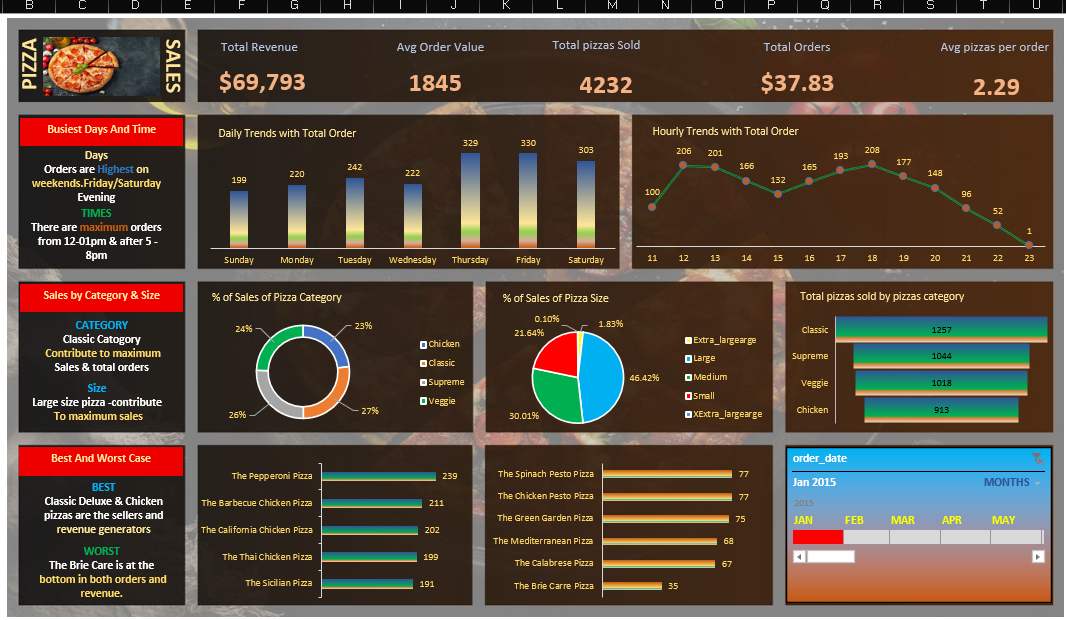 B C D E F G H I J K L M N O P Q R S T U
PIZZA
SALES
Total Revenue
$69,793
Avg Order Value
1845
Total pizzas Sold
4232
Total Orders
$37.83
Avg pizzas per order
2.29
Busiest Days And Time
Days
Orders are Highest on
weekends.Friday/Saturday
Evening
TIMES
There are maximum orders
from 12-01pm & after 5 -
8pm
Daily Trends with Total Order
199
220
242
222
329
330
303
Sunday Monday Tuesday Wednesday Thursday Friday Saturday
Hourly Trends with Total Order
100
206
201
166
132
165
193
208
177
148
96
52
1
11 12 13 14 15 16 17 18 19 20 21 22 23
Sales by Category & Size
CATEGORY
Classic Catogory
Contribute to maximum
Sales & total orders
Size
Large size pizza -contribute
To maximum sales
% of Sales of Pizza Category
24%
23%
26%
27%
Chicken
Classic
Supreme
Veggie
% of Sales of Pizza Size
0.10%
1.83%
21.64%
46.42%
30.01%
Extra_largearge
Large
Medium
Small
XExtra_largearge
Total pizzas sold by pizzas category
Classic 1257
Supreme 1044
Veggie 1018
Chicken 913
Best And Worst Case
BEST
Classic Deluxe & Chicken
pizzas are the sellers and
revenue generators
WORST
The Brie Care is at the
bottom in both orders and
revenue.
The Pepperoni Pizza 239
The Barbecue Chicken Pizza 211
The California Chicken Pizza 202
The Thai Chicken Pizza 199
The Sicilian Pizza 191
The Spinach Pesto Pizza 77
The Chicken Pesto Pizza 77
The Green Garden Pizza 75
The Mediterranean Pizza 68
The Calabrese Pizza 67
The Brie Carre Pizza 35
order_date
Jan 2015 MONTHS
2015
JAN FEB MAR APR MAY